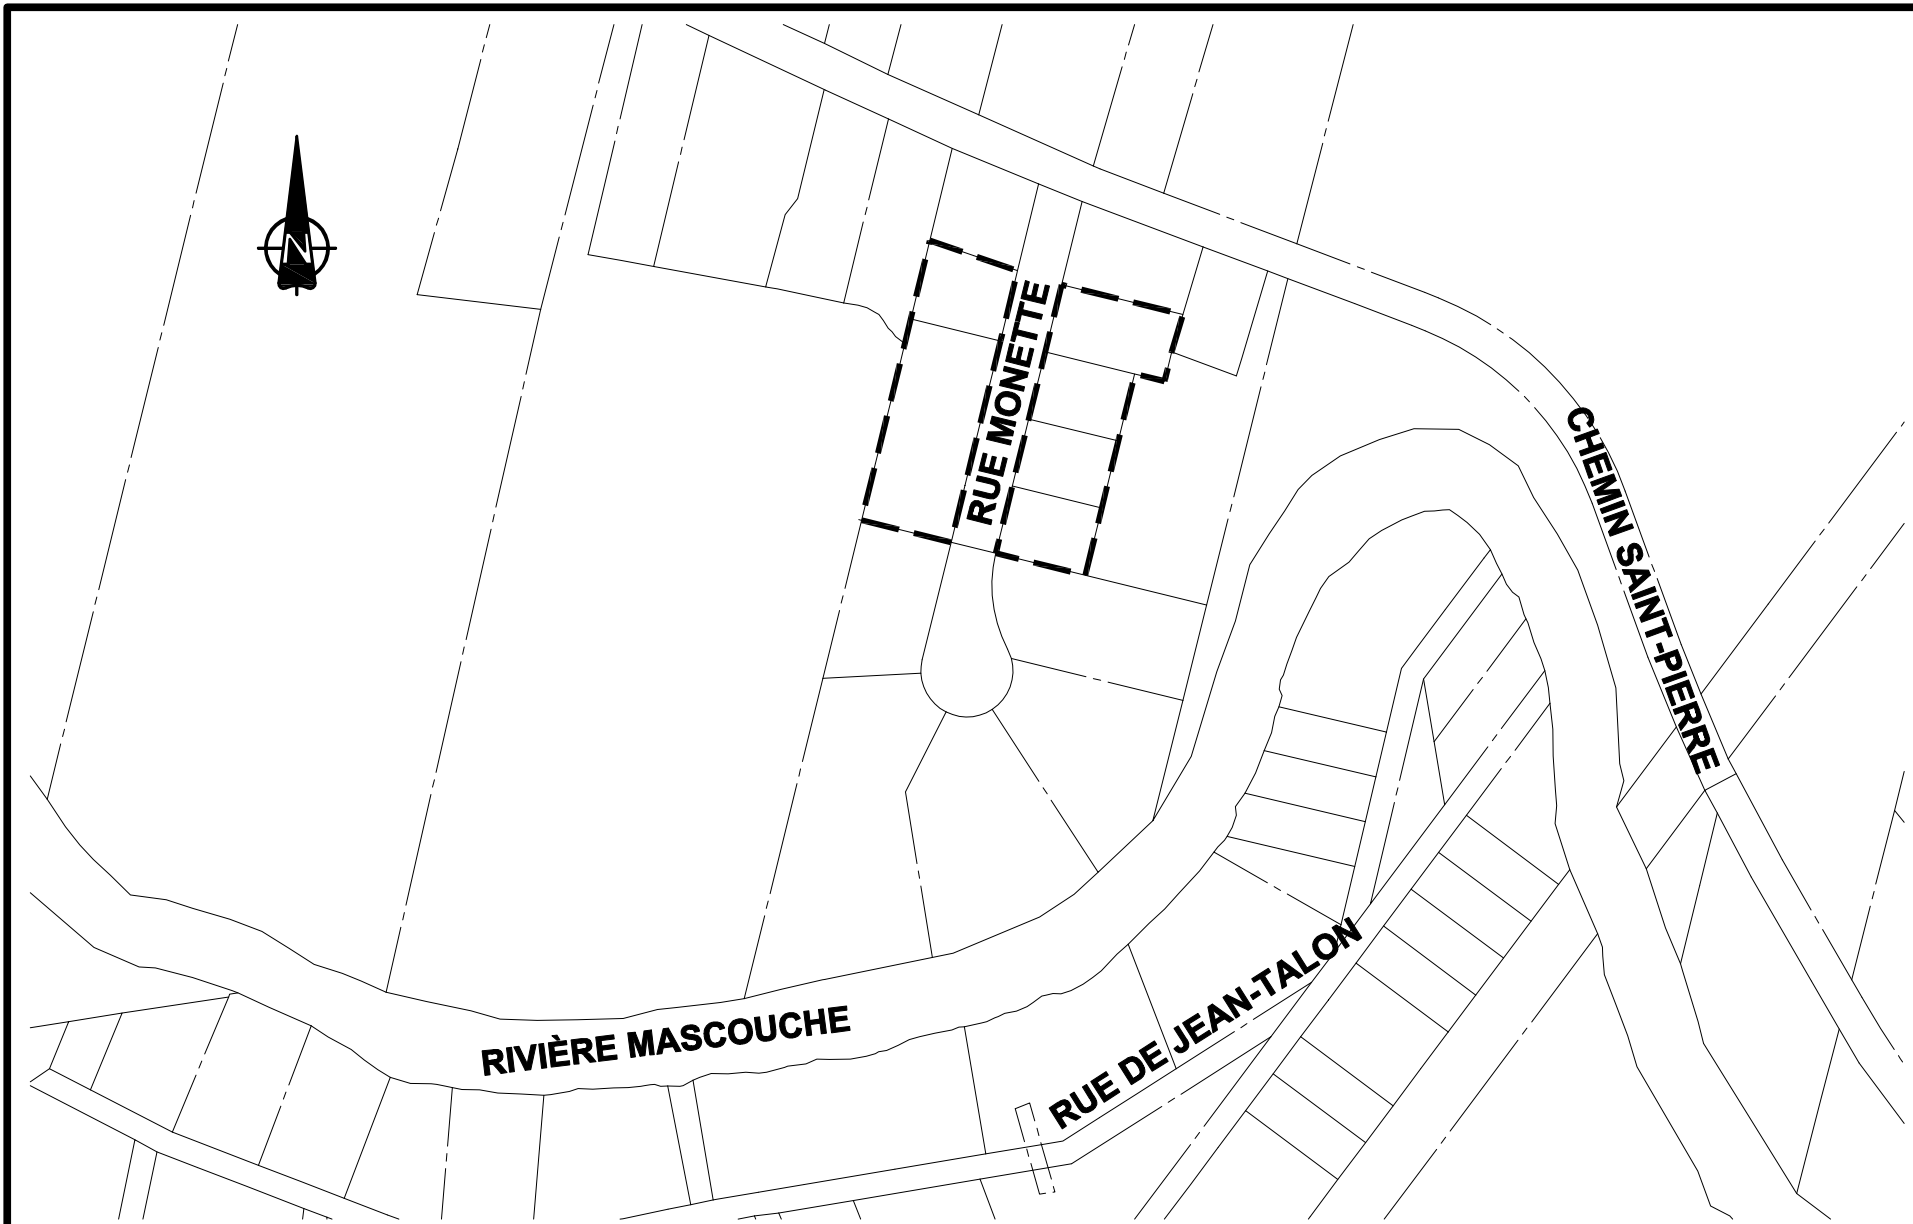 N
RUE MONETTE
CHEMIN SAINT-PIERRE
RIVIÈRE MASCOUCHE
RUE DE JEAN-TALON